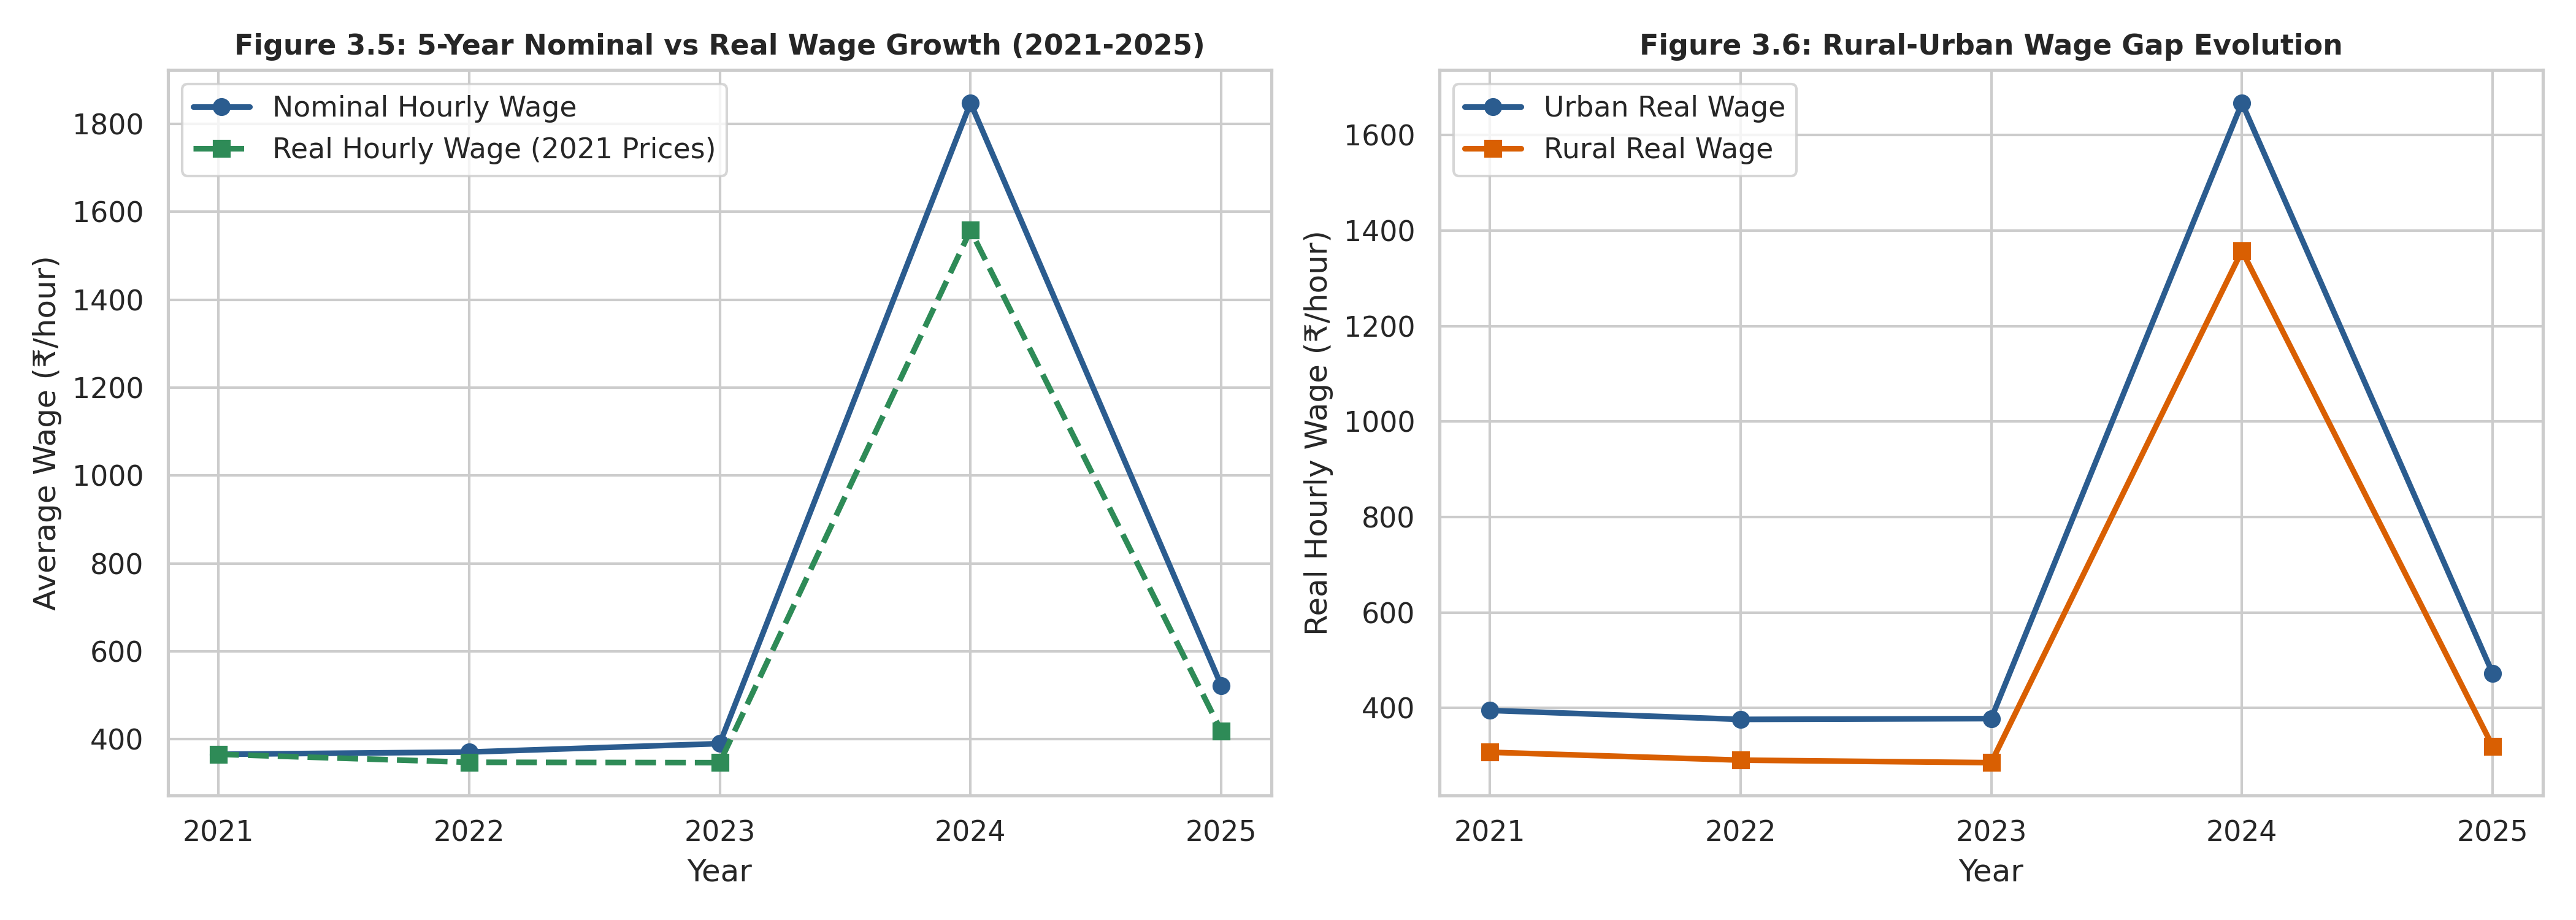 Figure 3.5: 5-Year Nominal vs Real Wage Growth (2021-2025)
Nominal Hourly Wage
Real Hourly Wage (2021 Prices)
Average Wage (₹/hour)
1800
1600
1400
1200
1000
800
600
400
2021 2022 2023 2024 2025
Year
Figure 3.6: Rural-Urban Wage Gap Evolution
Urban Real Wage
Rural Real Wage
Real Hourly Wage (₹/hour)
1600
1400
1200
1000
800
600
400
2021 2022 2023 2024 2025
Year